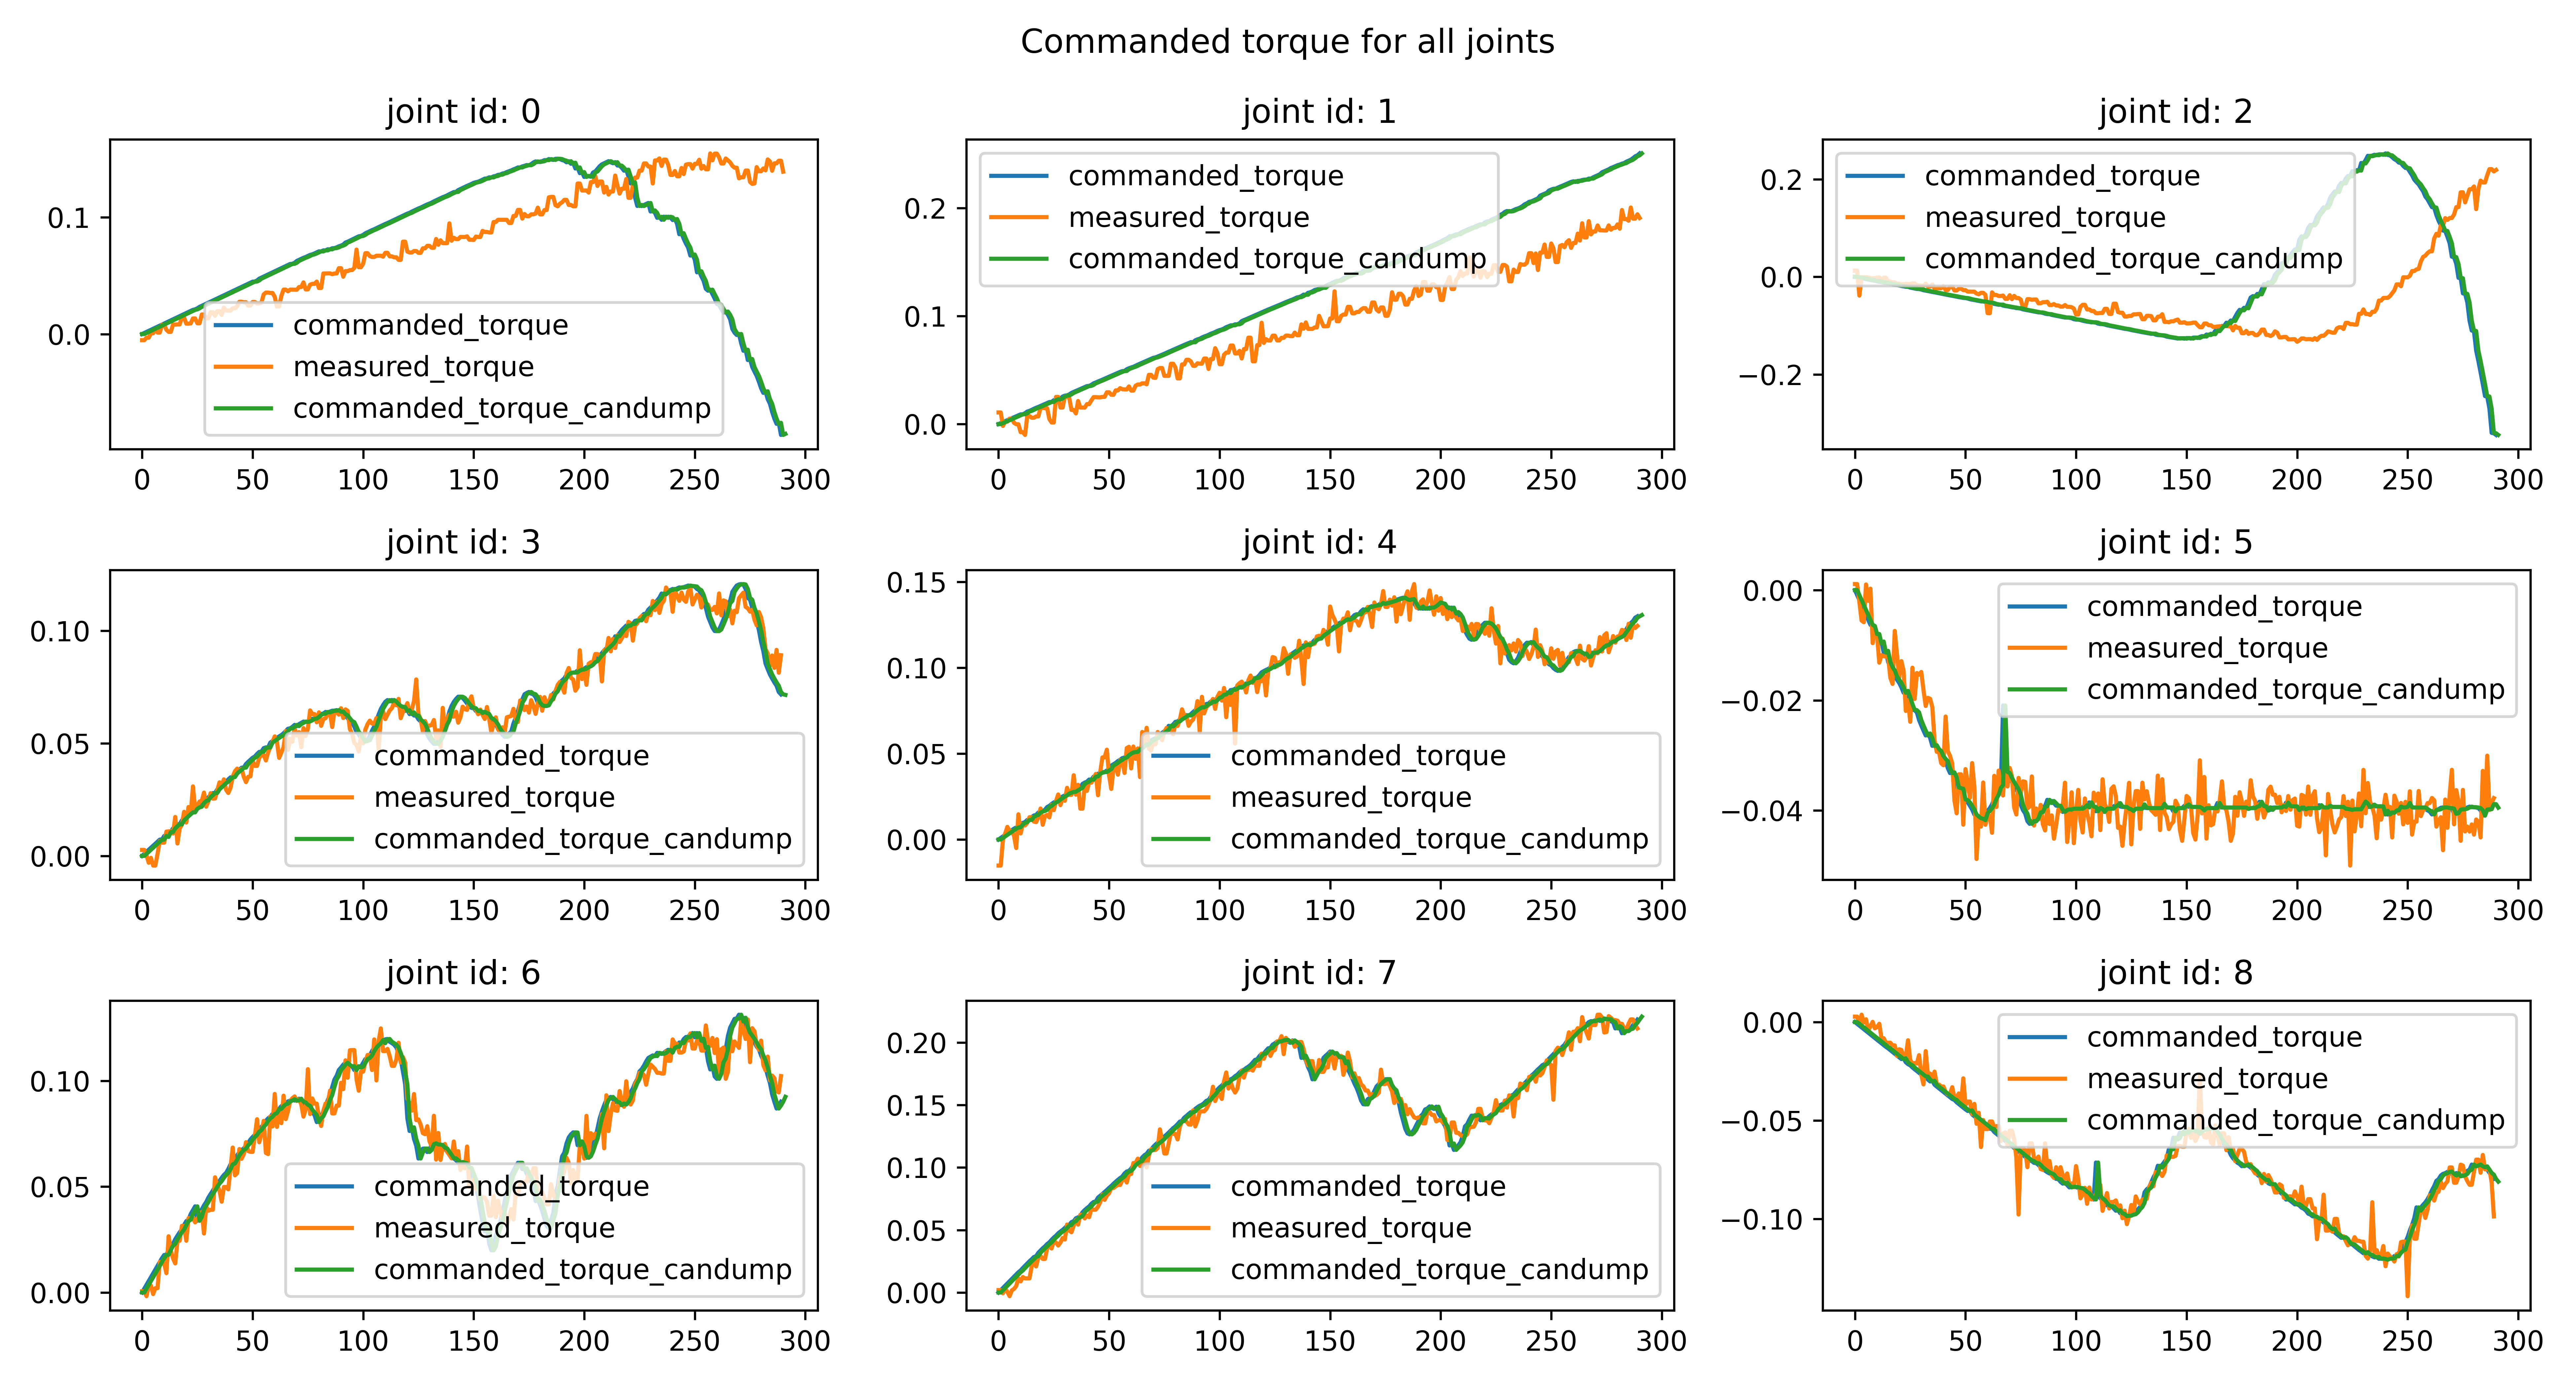 Commanded torque for all joints
joint id: 0
0.1
0.0
commanded_torque
measured_torque
commanded_torque_candump
0 50 100 150 200 250 300
joint id: 1
0.2
0.1
0.0
commanded_torque
measured_torque
commanded_torque_candump
0 50 100 150 200 250 300
joint id: 2
0.2
0.0
−0.2
commanded_torque
measured_torque
commanded_torque_candump
0 50 100 150 200 250 300
joint id: 3
0.10
0.05
0.00
commanded_torque
measured_torque
commanded_torque_candump
0 50 100 150 200 250 300
joint id: 4
0.15
0.10
0.05
0.00
commanded_torque
measured_torque
commanded_torque_candump
0 50 100 150 200 250 300
joint id: 5
0.00
−0.02
−0.04
commanded_torque
measured_torque
commanded_torque_candump
0 50 100 150 200 250 300
joint id: 6
0.10
0.05
0.00
commanded_torque
measured_torque
commanded_torque_candump
0 50 100 150 200 250 300
joint id: 7
0.20
0.15
0.10
0.05
0.00
commanded_torque
measured_torque
commanded_torque_candump
0 50 100 150 200 250 300
joint id: 8
0.00
−0.05
−0.10
commanded_torque
measured_torque
commanded_torque_candump
0 50 100 150 200 250 300